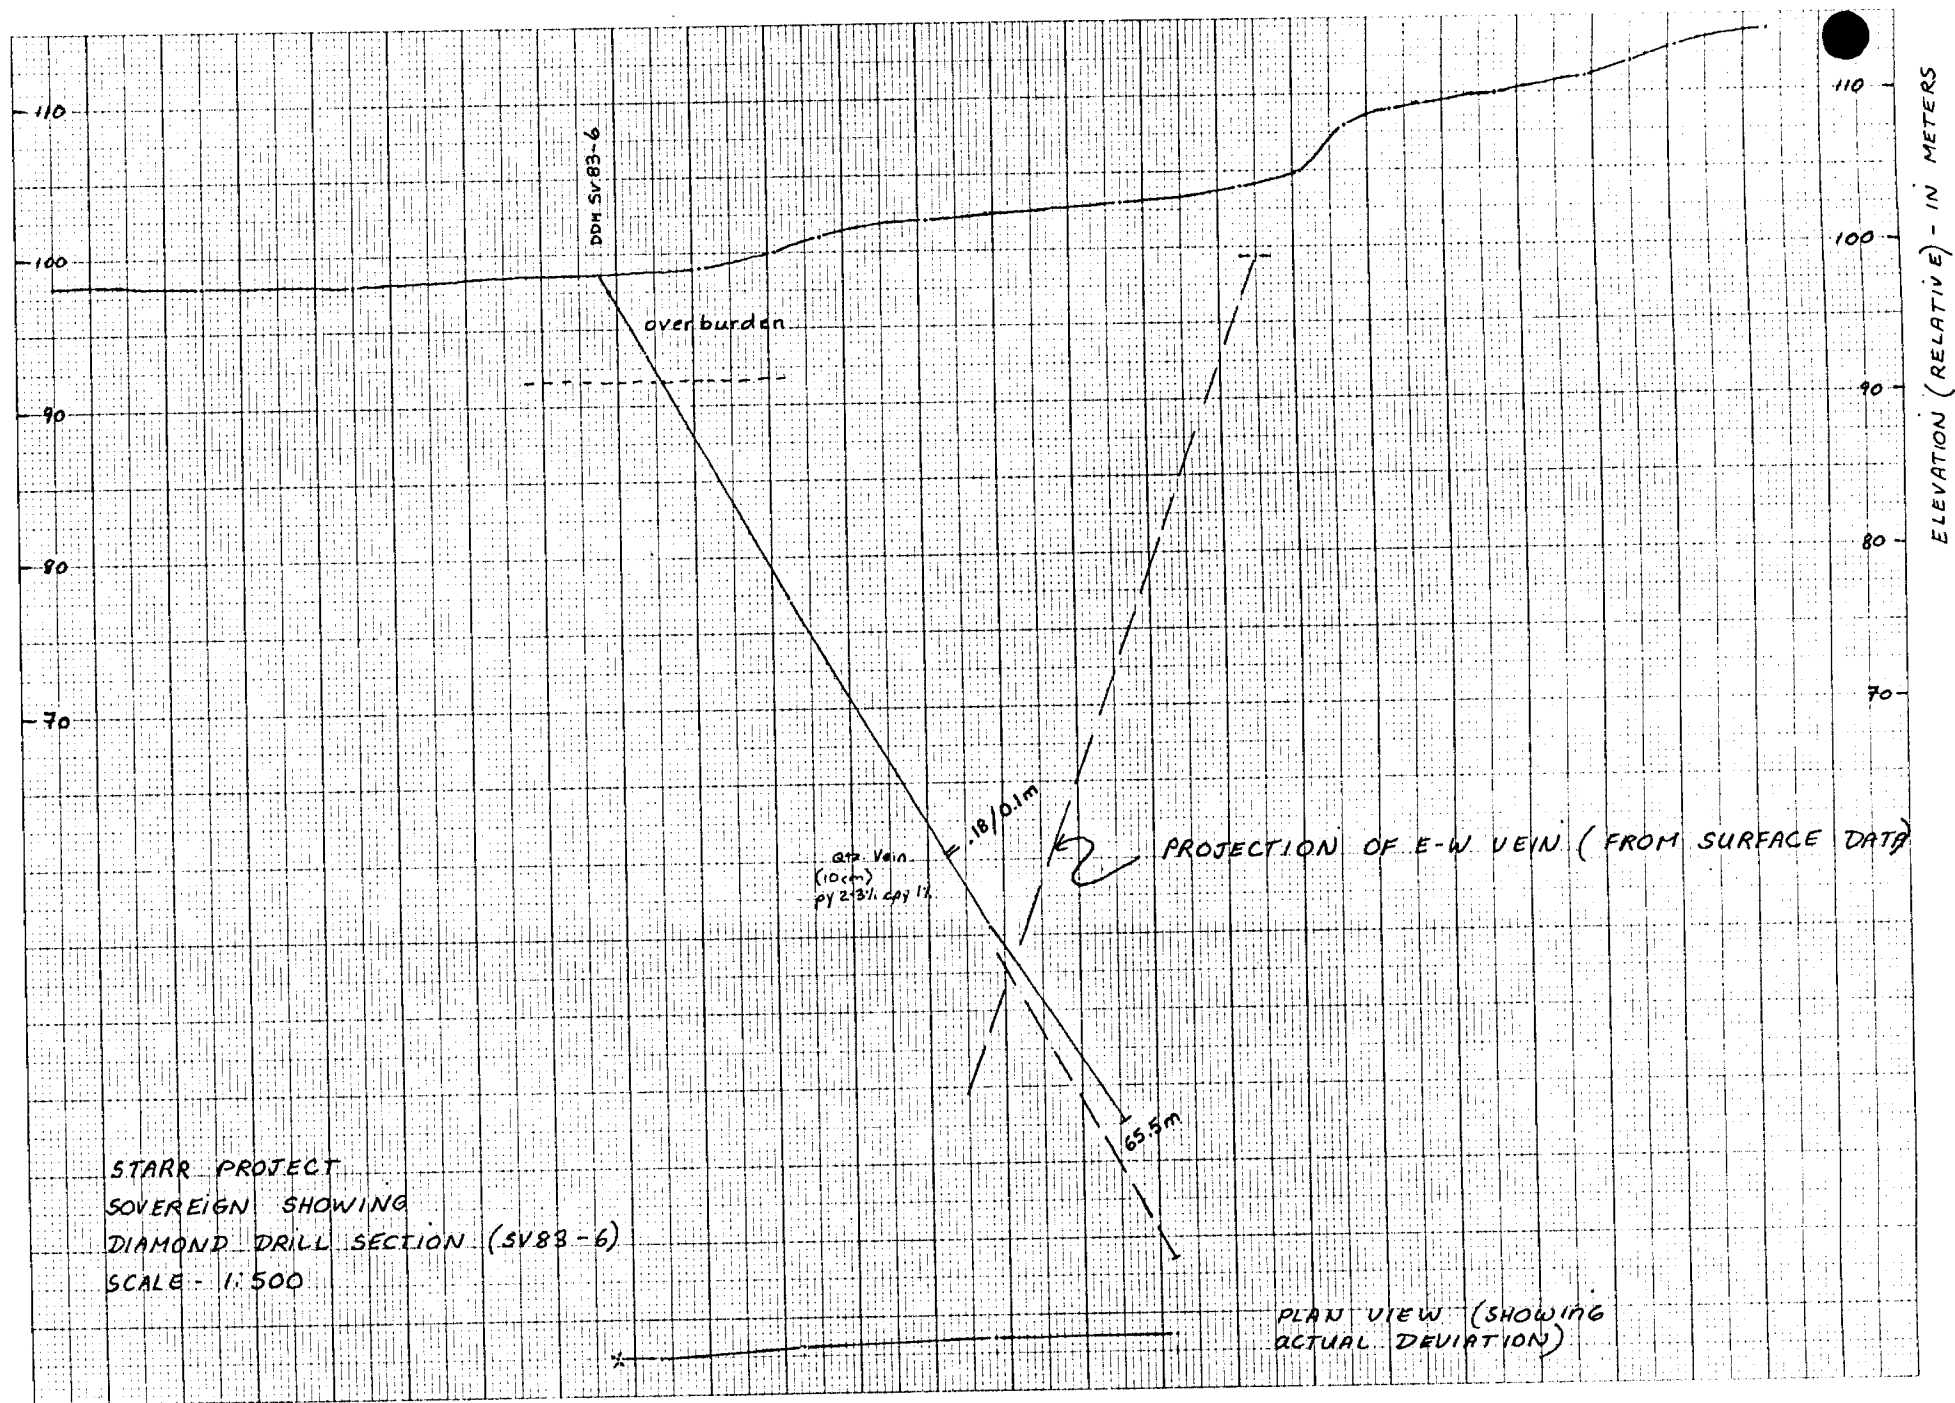 110
100
90
80
70
DDH SV83-6
overburden
.18/0.1m
Qtz Vein
(10cm)
py 2-3% cpy 1%
PROJECTION OF E-W VEIN (FROM SURFACE DATA)
65.5m
110
100
90
80
70
ELEVATION (RELATIVE) - IN METERS
STARR PROJECT
SOVEREIGN SHOWING
DIAMOND DRILL SECTION (SV83-6)
SCALE - 1:500
PLAN VIEW (SHOWING
ACTUAL DEVIATION)